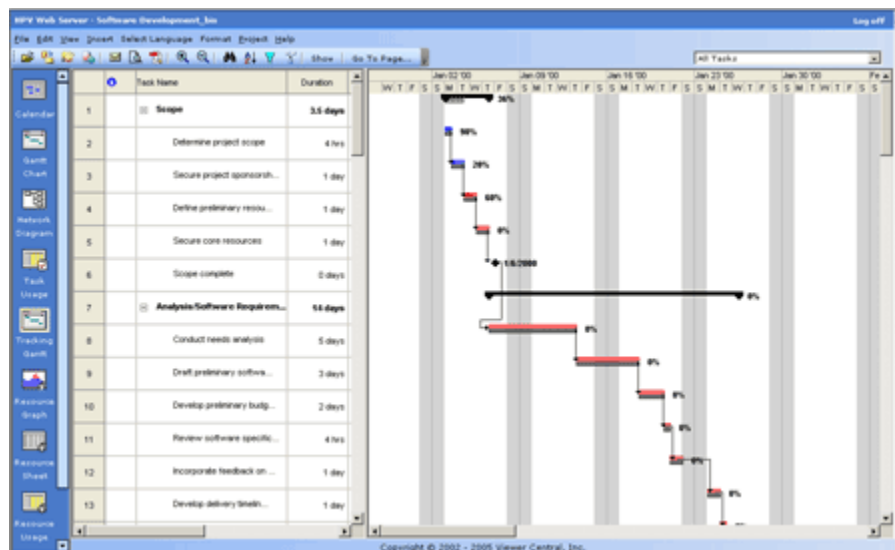 MPV Web Server - Software Development_bin Log off
File Edit View Insert Select Language Format Project Help
Show Go To Page... All Tasks
Calendar
Gantt
Chart
Network
Diagram
Task
Usage
Tracking
Gantt
Resource
Graph
Resource
Sheet
Resource
Usage
Task Name Duration
1 Scope 3.5 days
2 Determine project scope 4 hrs
3 Secure project sponsorsh... 1 day
4 Define preliminary resou... 1 day
5 Secure core resources 1 day
6 Scope complete 0 days
7 Analysis/Software Requirem... 14 days
8 Conduct needs analysis 5 days
9 Draft preliminary softwa... 3 days
10 Develop preliminary budg... 2 days
11 Review software specific... 4 hrs
12 Incorporate feedback on ... 1 day
13 Develop delivery timelin... 1 day
Jan 02 '00 Jan 09 '00 Jan 16 '00 Jan 23 '00 Jan 30 '00 Fe
W T F S S M T W T F S S M T W T F S S M T W T F S S M T W T F S S M T W T F S S
36%
90%
20%
60%
0%
1/6/2000
0%
0%
0%
0%
0%
0%
0%
Copyright © 2002 - 2005 Viewer Central, Inc.